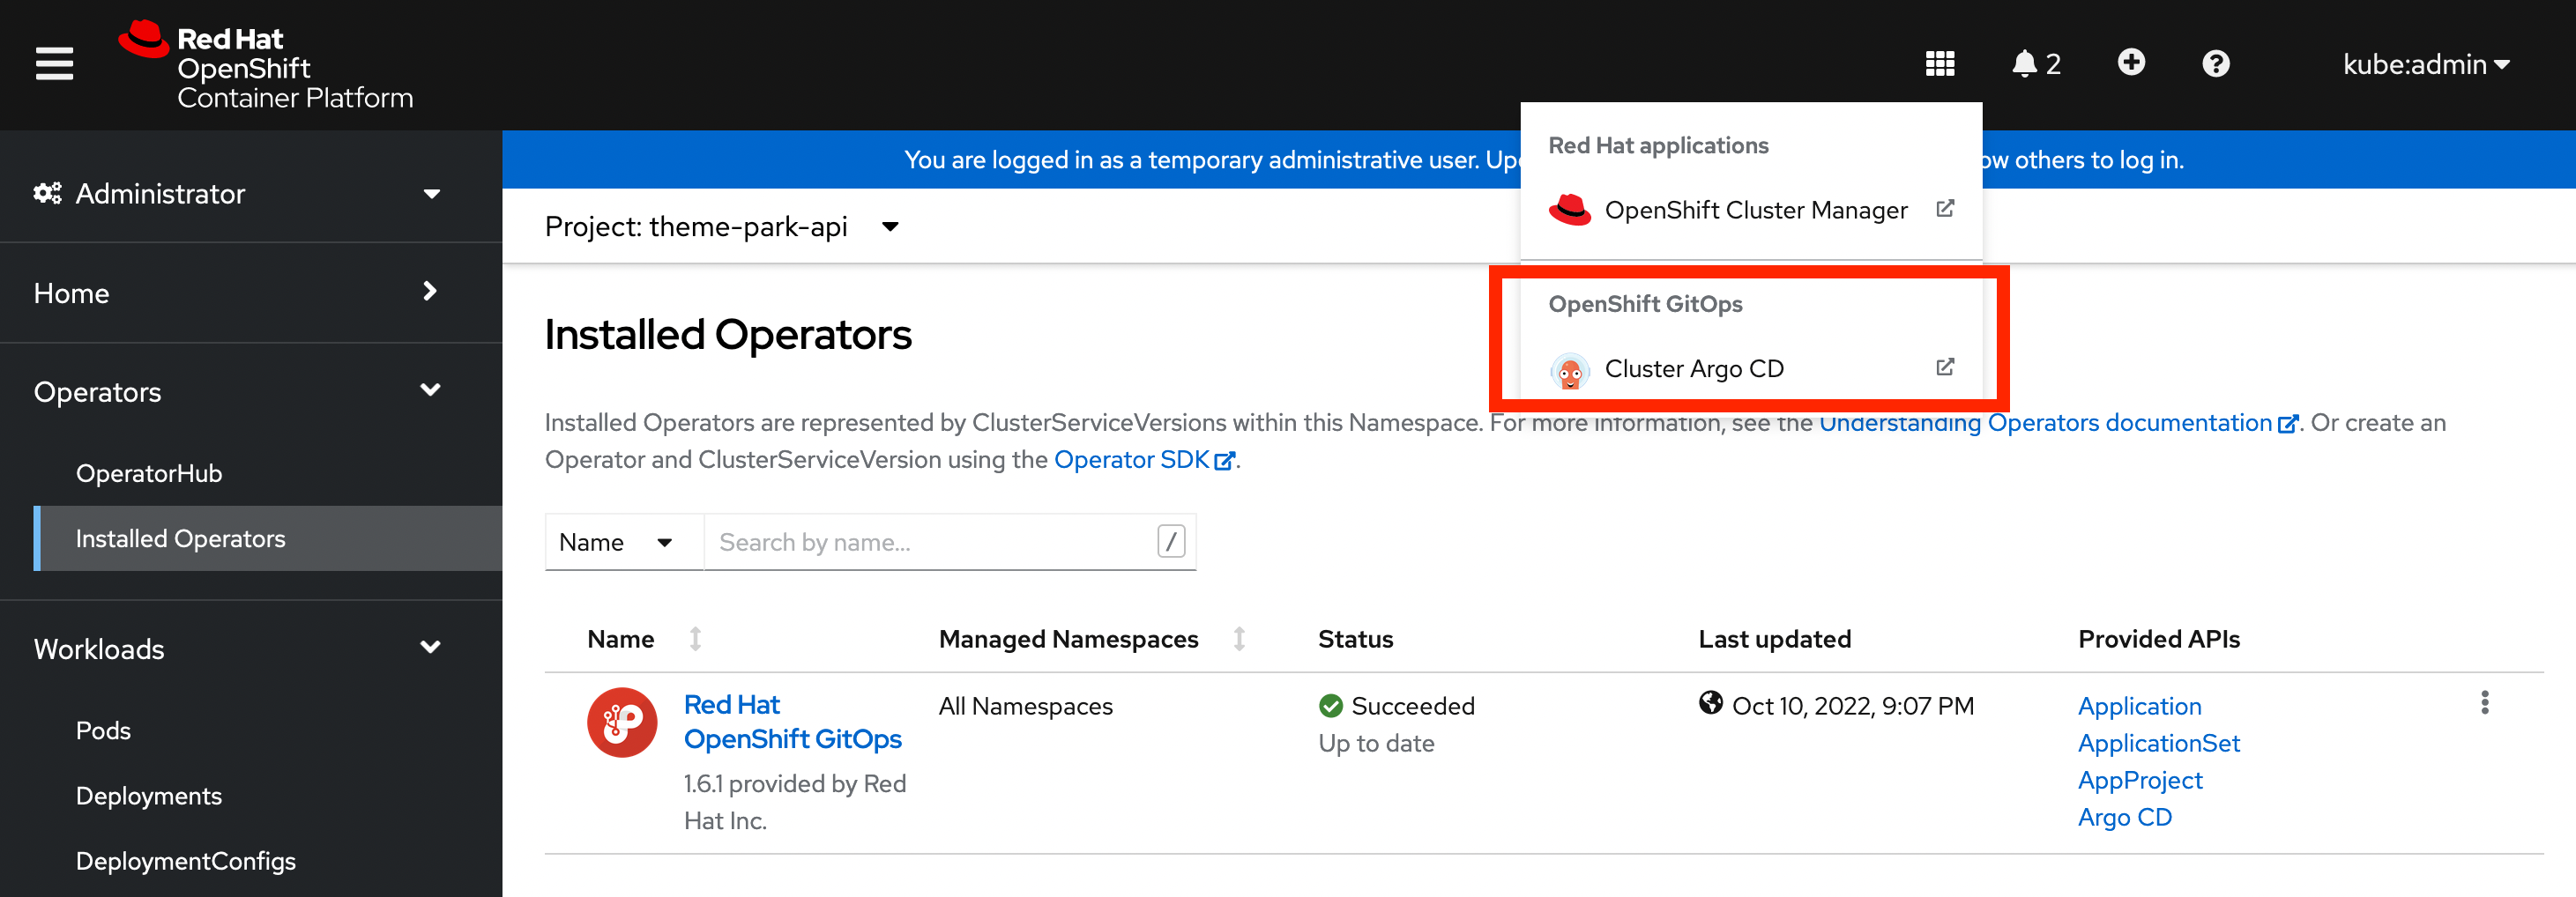 Red Hat
OpenShift
Container Platform
2
kube:admin
Administrator
Home
Operators
OperatorHub
Installed Operators
Workloads
Pods
Deployments
DeploymentConfigs
You are logged in as a temporary administrative user. Up ow others to log in.
Red Hat applications
OpenShift Cluster Manager
OpenShift GitOps
Cluster Argo CD
Project: theme-park-api
Installed Operators
Installed Operators are represented by ClusterServiceVersions within this Namespace. For more information, see the Understanding Operators documentation. Or create an
Operator and ClusterServiceVersion using the Operator SDK.
Name
Search by name...
/
Name Managed Namespaces Status Last updated Provided APIs
Red Hat
OpenShift GitOps
1.6.1 provided by Red
Hat Inc.
All Namespaces
Succeeded
Up to date
Oct 10, 2022, 9:07 PM
Application
ApplicationSet
AppProject
Argo CD